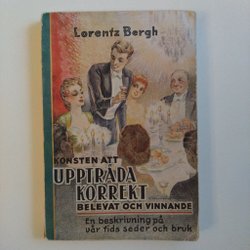 Lorentz Bergh
KONSTEN ATT
UPPTRÄDA
KORREKT
BELEVAT OCH VINNANDE
En beskrivning på
vår tids seder och bruk